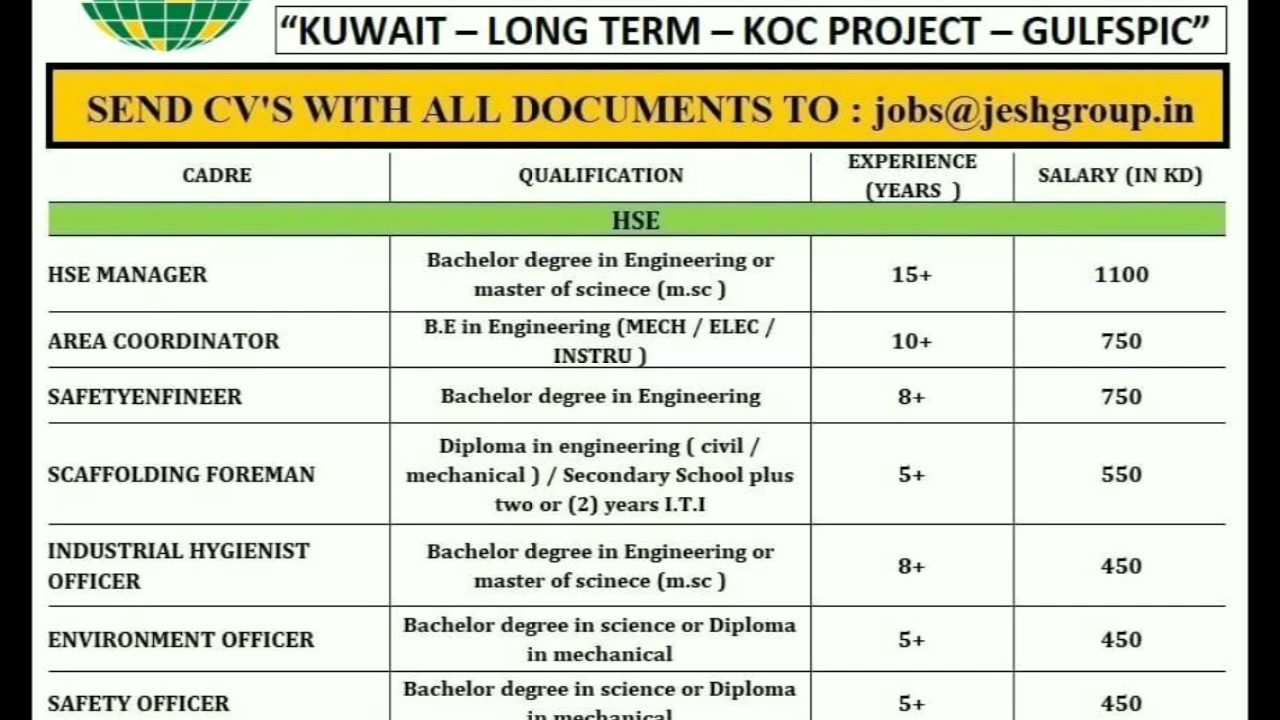 “KUWAIT – LONG TERM – KOC PROJECT – GULFSPIC”
SEND CV'S WITH ALL DOCUMENTS TO : jobs@jeshgroup.in
CADRE
QUALIFICATION
EXPERIENCE
(YEARS )
SALARY (IN KD)
HSE
HSE MANAGER
Bachelor degree in Engineering or
master of scinece (m.sc )
15+
1100
AREA COORDINATOR
B.E in Engineering (MECH / ELEC /
INSTRU )
10+
750
SAFETYENFINEER
Bachelor degree in Engineering
8+
750
SCAFFOLDING FOREMAN
Diploma in engineering ( civil /
mechanical ) / Secondary School plus
two or (2) years I.T.I
5+
550
INDUSTRIAL HYGIENIST
OFFICER
Bachelor degree in Engineering or
master of scinece (m.sc )
8+
450
ENVIRONMENT OFFICER
Bachelor degree in science or Diploma
in mechanical
5+
450
SAFETY OFFICER
Bachelor degree in science or Diploma
in mechanical
5+
450